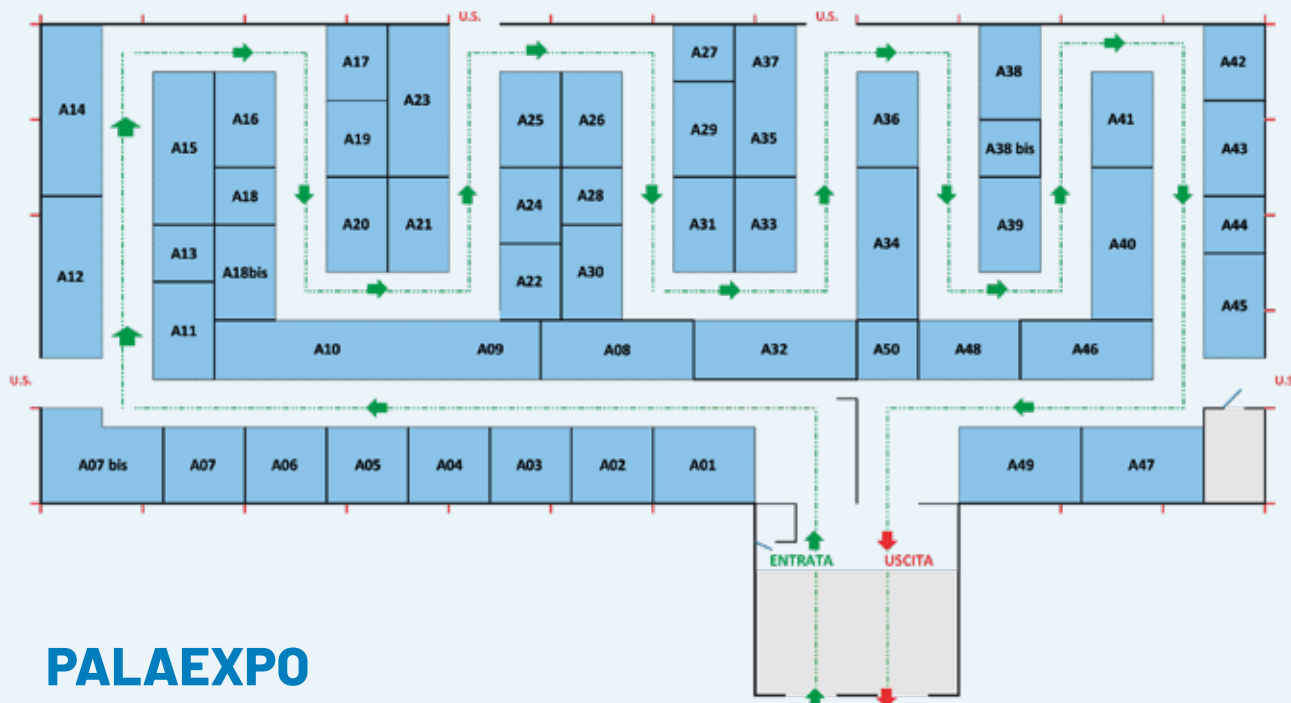 U.S.
U.S.
A14
A15
A16
A17
A23
A19
A25
A26
A27
A37
A29
A35
A36
A38
A38 bis
A41
A42
A43
A12
A13
A18
A18bis
A20
A21
A24
A28
A22
A30
A31
A33
A34
A39
A40
A44
A45
A11
A10
A09
A08
A32
A50
A48
A46
U.S.
U.S
A07 bis
A07
A06
A05
A04
A03
A02
A01
A49
A47
ENTRATA
USCITA
PALAEXPO